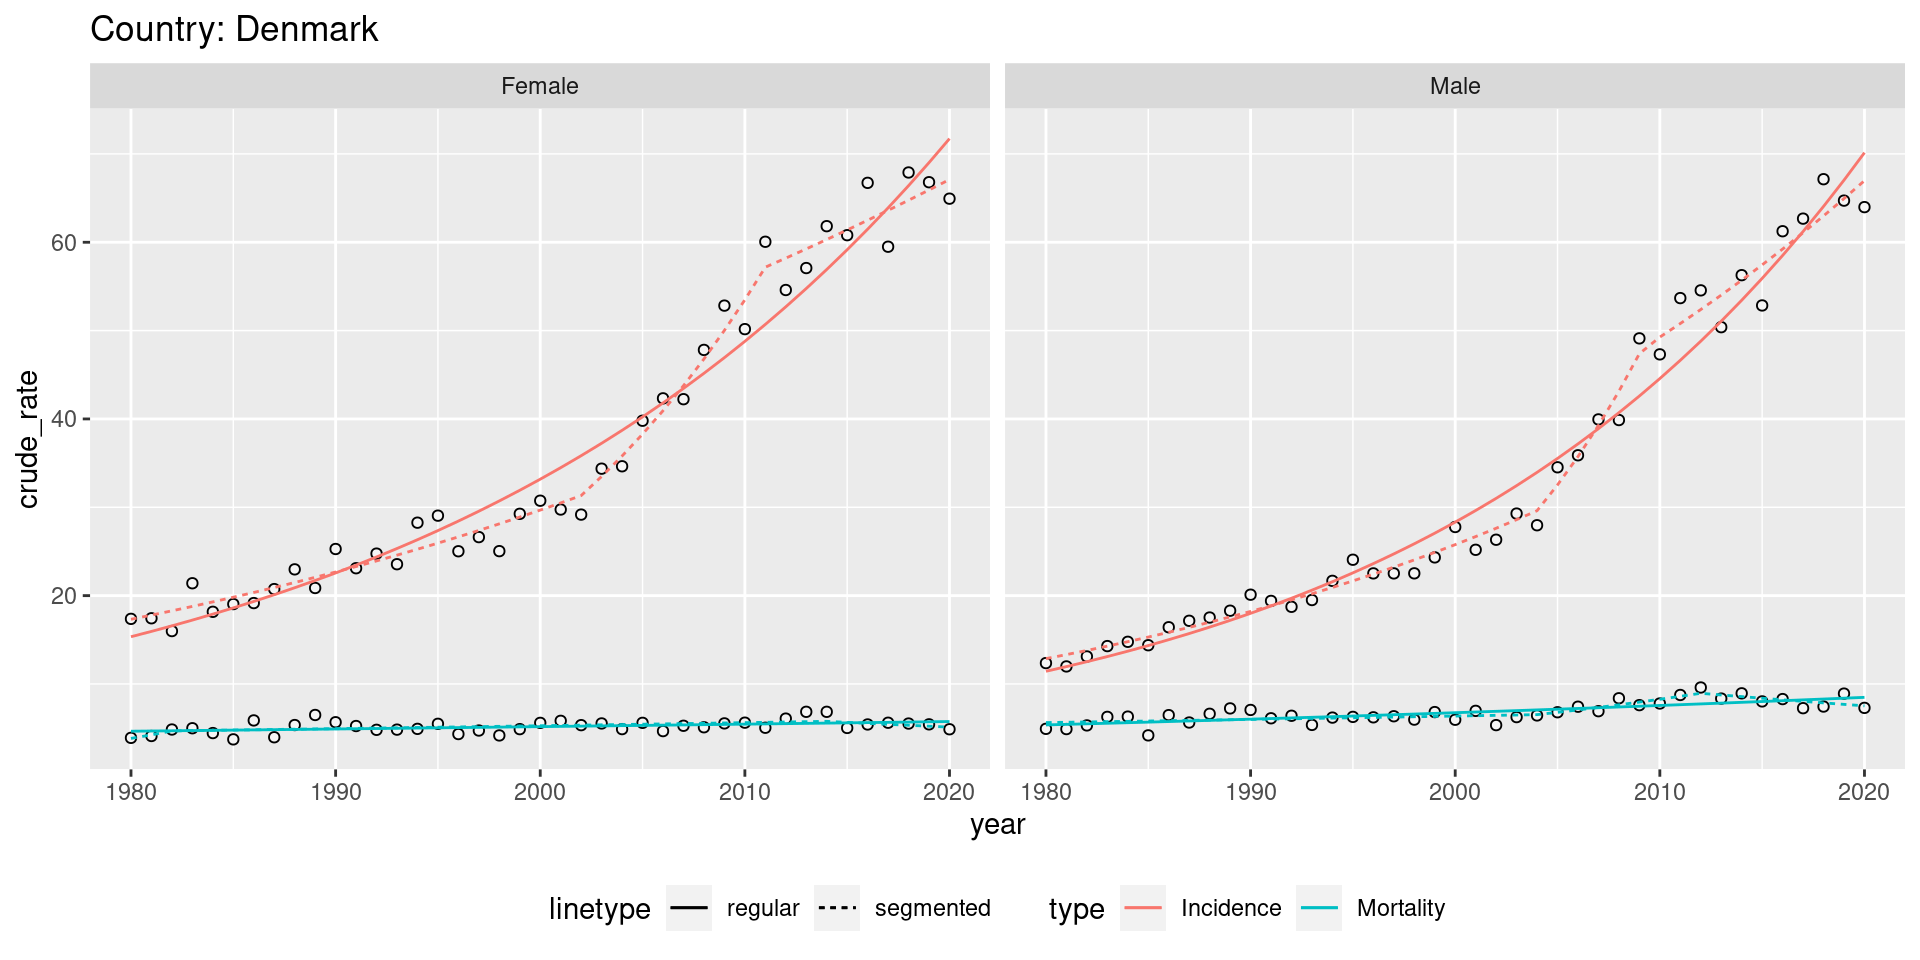 Country: Denmark
Female Male
crude_rate
60
40
20
1980 1990 2000 2010 2020 1980 1990 2000 2010 2020
year
linetype regular segmented type Incidence Mortality